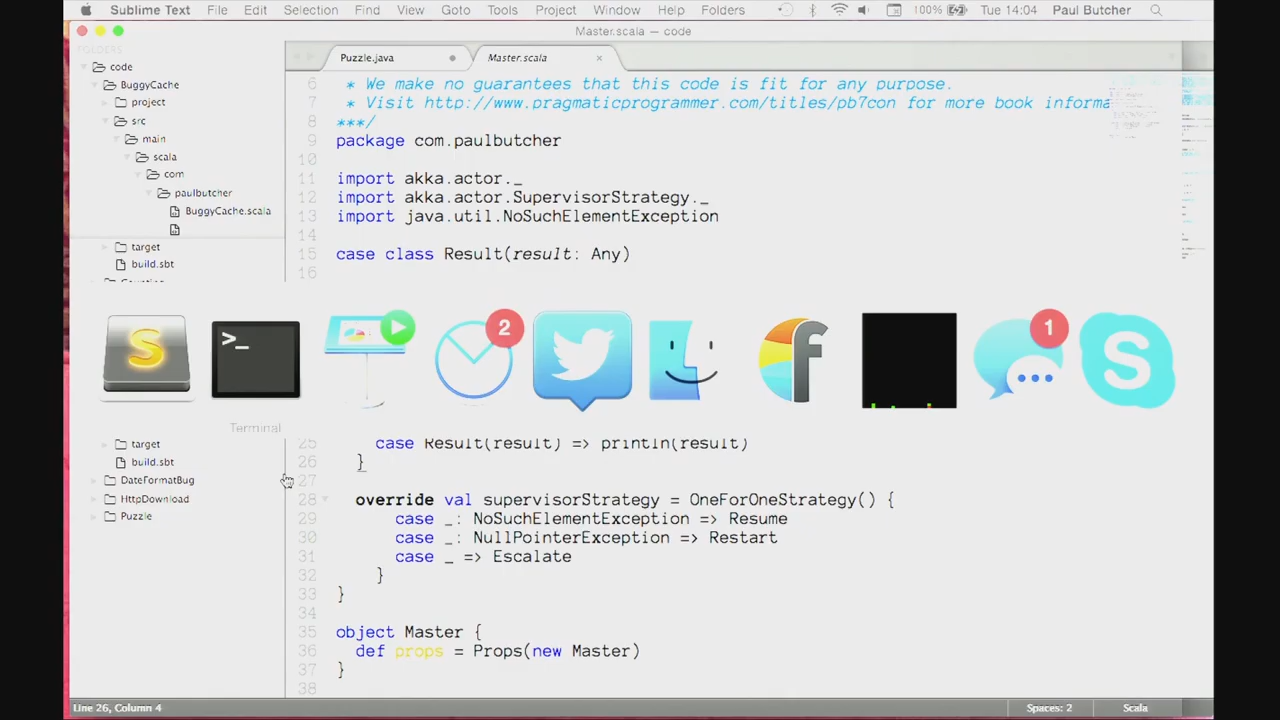 Sublime Text File Edit Selection Find View Goto Tools Project Window Help Folders 100% Tue 14:04 Paul Butcher
Master.scala — code
FOLDERS
code
BuggyCache
project
src
main
scala
com
paulbutcher
BuggyCache.scala
target
build.sbt
target
build.sbt
DateFormatBug
HttpDownload
Puzzle
Puzzle.java
Master.scala
6 * We make no guarantees that this code is fit for any purpose.
7 * Visit http://www.pragmaticprogrammer.com/titles/pb7con for more book informa
8 ***/
9 package com.paulbutcher
10
11 import akka.actor._
12 import akka.actor.SupervisorStrategy._
13 import java.util.NoSuchElementException
14
15 case class Result(result: Any)
16
S
>_
2
f
1
S
Terminal
25 case Result(result) => println(result)
26 }
27
28 override val supervisorStrategy = OneForOneStrategy() {
29 case _: NoSuchElementException => Resume
30 case _: NullPointerException => Restart
31 case _ => Escalate
32 }
33 }
34
35 object Master {
36 def props = Props(new Master)
37 }
38
Line 26, Column 4 Spaces: 2 Scala